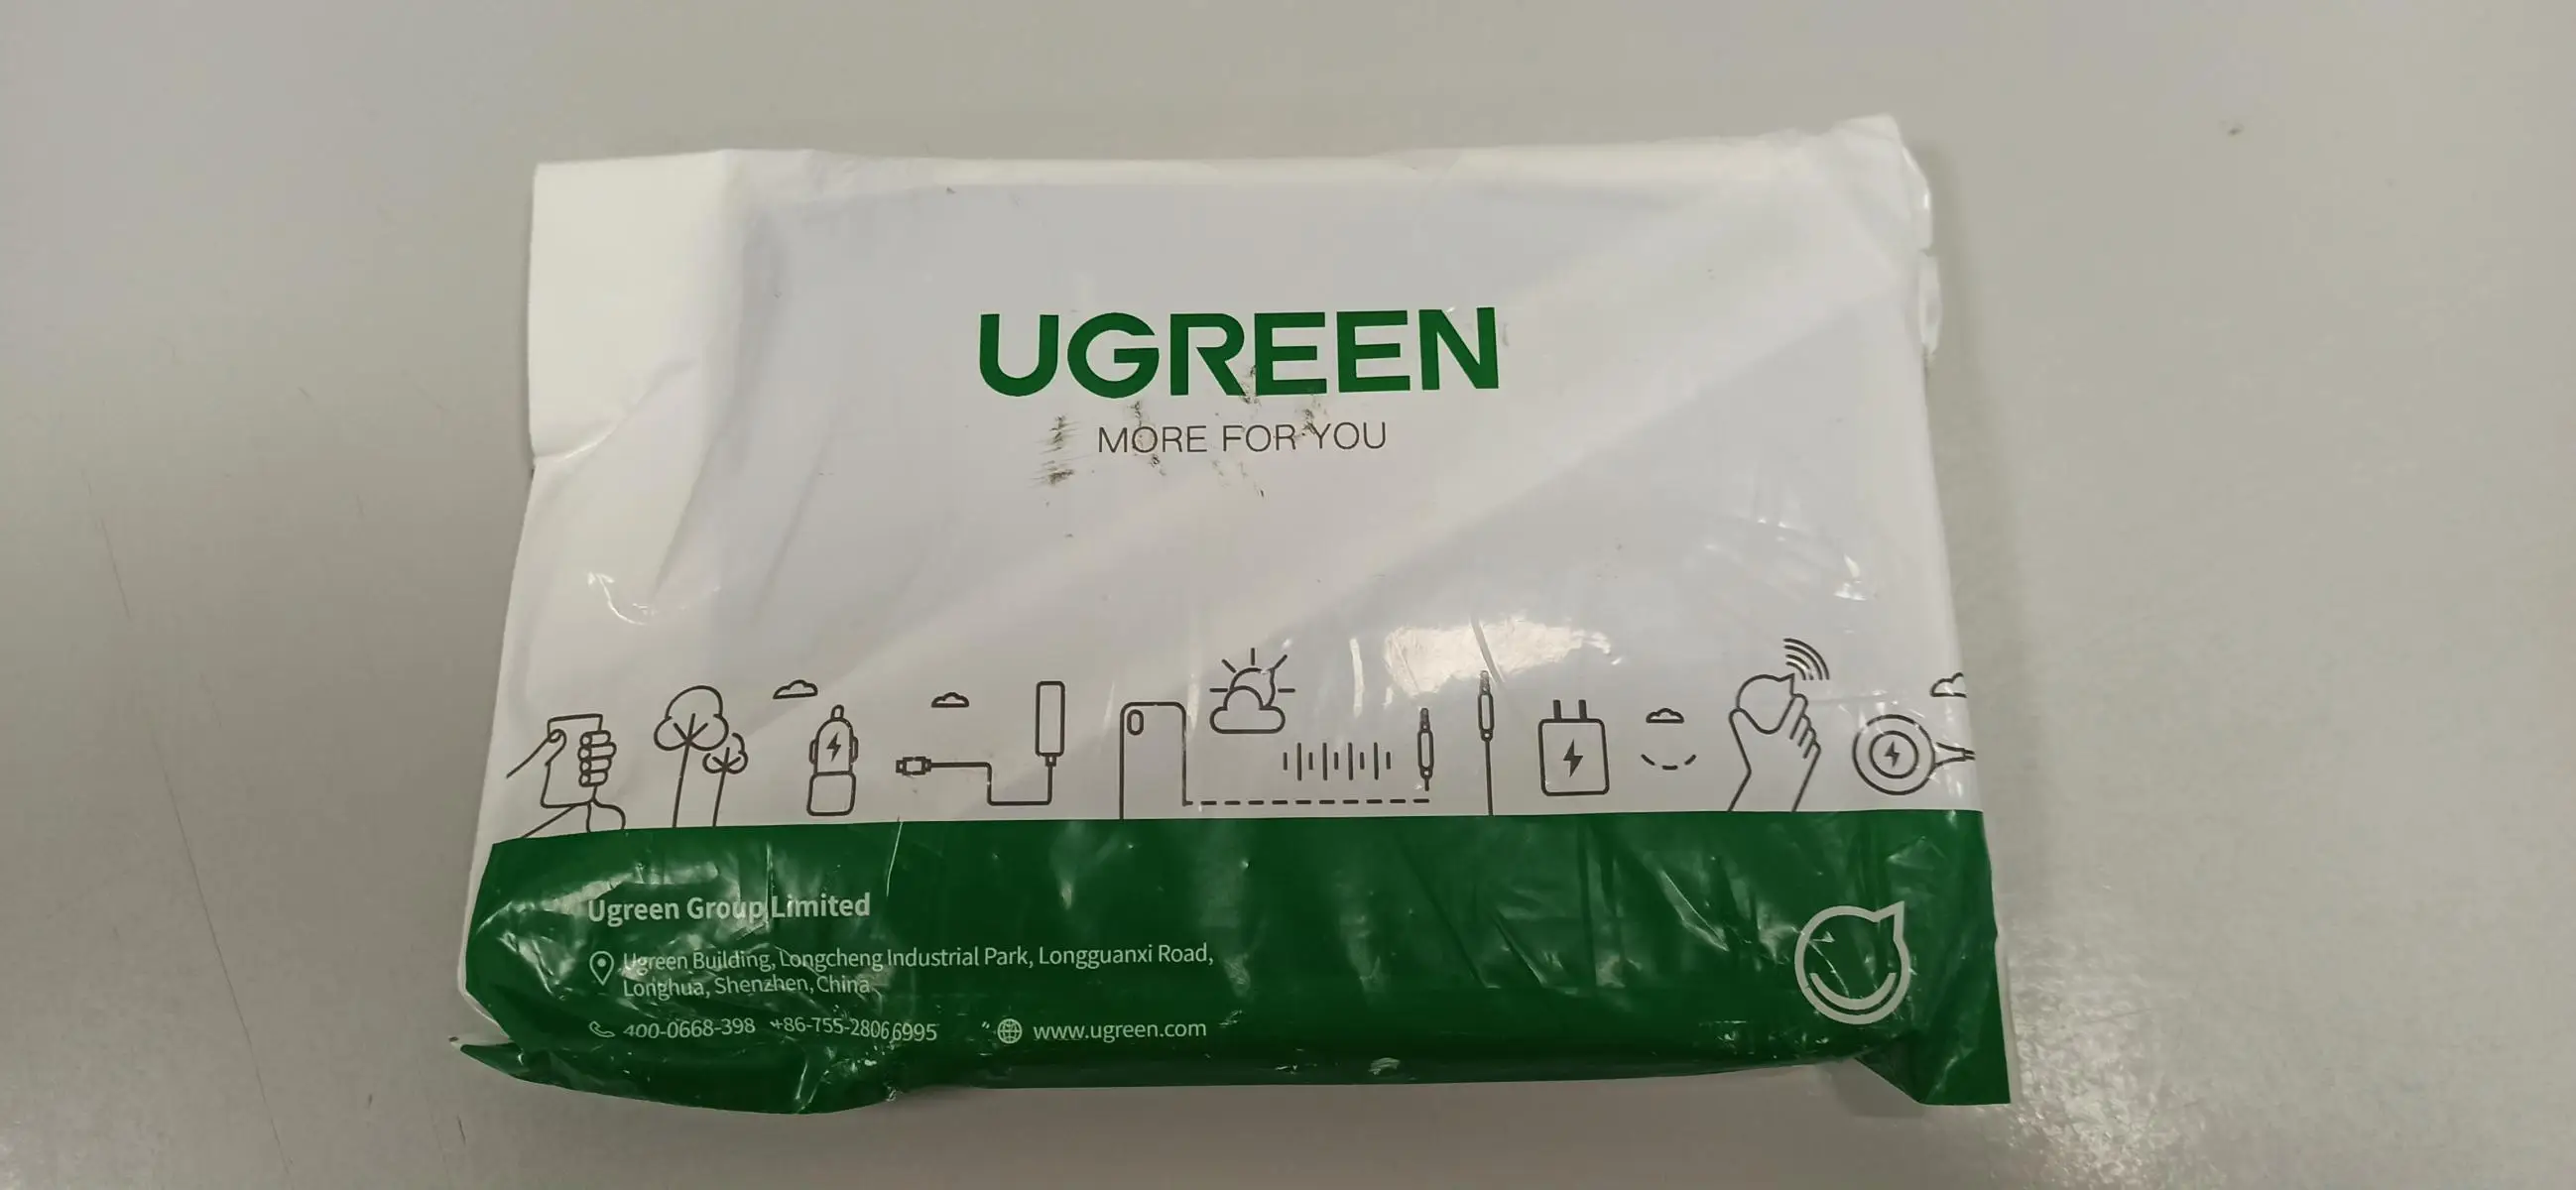 UGREEN
MORE FOR YOU
Ugreen Group Limited
Ugreen Building, Longcheng Industrial Park, Longguanxi Road,
Longhua, Shenzhen, China
400-0668-398 +86-755-28066995 www.ugreen.com